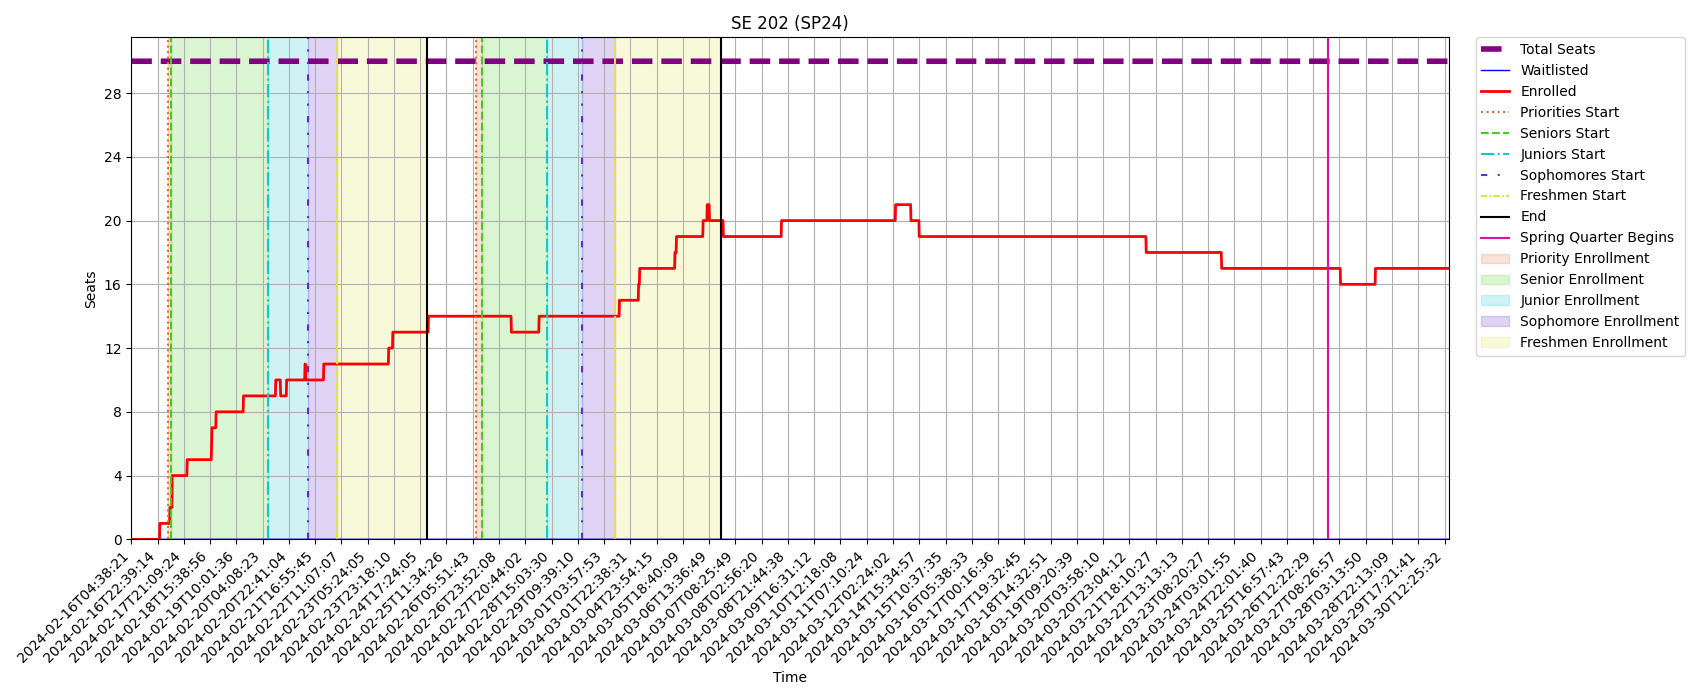 SE 202 (SP24)
Total Seats
Waitlisted
Enrolled
Priorities Start
Seniors Start
Juniors Start
Sophomores Start
Freshmen Start
End
Spring Quarter Begins
Priority Enrollment
Senior Enrollment
Junior Enrollment
Sophomore Enrollment
Freshmen Enrollment
Seats
28
24
20
16
12
8
4
0
2024-02-16T04:38:21
2024-02-16T22:39:14
2024-02-17T21:09:24
2024-02-18T15:38:56
2024-02-19T10:01:36
2024-02-20T04:08:23
2024-02-20T22:41:04
2024-02-21T16:55:45
2024-02-22T11:07:07
2024-02-23T05:24:05
2024-02-23T23:18:10
2024-02-24T17:24:05
2024-02-25T11:34:26
2024-02-26T05:51:43
2024-02-26T23:52:08
2024-02-27T20:44:02
2024-02-28T15:03:30
2024-02-29T09:39:10
2024-03-01T03:57:53
2024-03-01T22:38:31
2024-03-04T23:54:15
2024-03-05T18:40:09
2024-03-06T13:36:49
2024-03-07T08:25:49
2024-03-08T02:56:20
2024-03-08T21:44:38
2024-03-09T16:31:12
2024-03-10T12:18:08
2024-03-11T07:10:24
2024-03-12T02:24:02
2024-03-14T15:34:57
2024-03-15T10:37:35
2024-03-16T05:38:33
2024-03-17T00:16:36
2024-03-17T19:32:45
2024-03-18T14:32:51
2024-03-19T09:20:39
2024-03-20T03:58:10
2024-03-20T23:04:12
2024-03-21T18:10:27
2024-03-22T13:13:13
2024-03-23T08:20:27
2024-03-24T03:01:55
2024-03-24T22:01:40
2024-03-25T16:57:43
2024-03-26T12:22:29
2024-03-27T08:26:57
2024-03-28T03:13:50
2024-03-28T22:13:09
2024-03-29T17:21:41
2024-03-30T12:25:32
Time